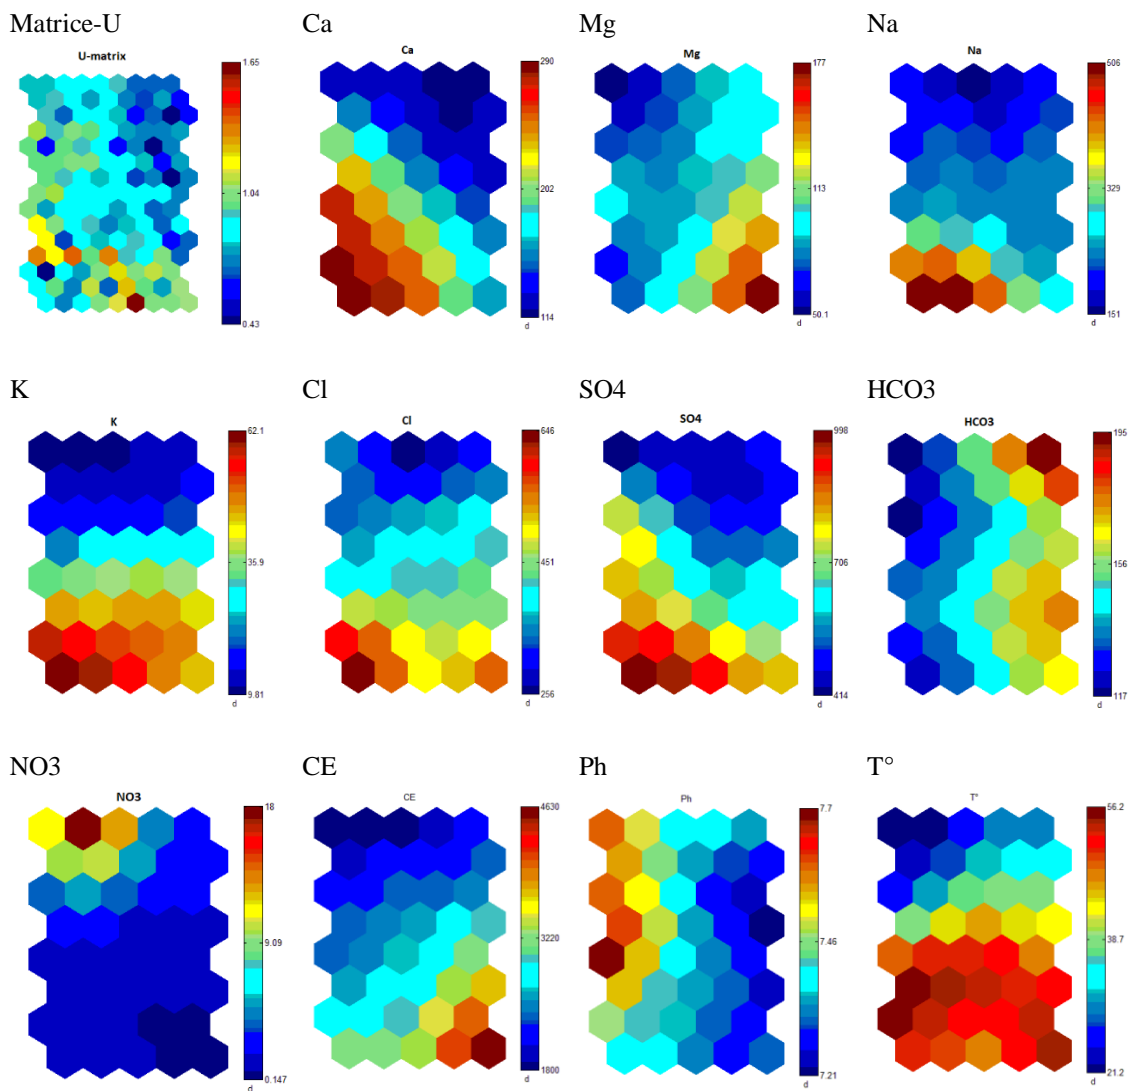 Matrice-U
Ca
Mg
Na
U-matrix
1.65
1.04
0.43
Ca
290
202
114
d
Mg
177
113
50.1
d
Na
506
329
151
d
K
Cl
SO4
HCO3
K
62.1
35.9
9.81
d
Cl
646
451
256
d
SO4
998
706
414
d
HCO3
195
156
117
d
NO3
CE
Ph
T°
NO3
18
9.09
0.147
d
CE
4630
3220
1800
d
Ph
7.7
7.46
7.21
d
T°
56.2
38.7
21.2
d